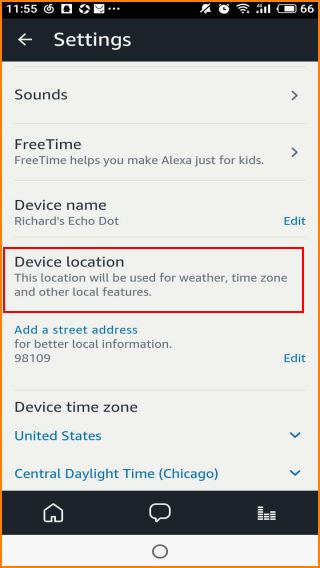 11:55
66
Settings
Sounds
FreeTime
FreeTime helps you make Alexa just for kids.
Device name
Richard's Echo Dot
Edit
Device location
This location will be used for weather, time zone
and other local features.
Add a street address
for better local information.
98109
Edit
Device time zone
United States
Central Daylight Time (Chicago)